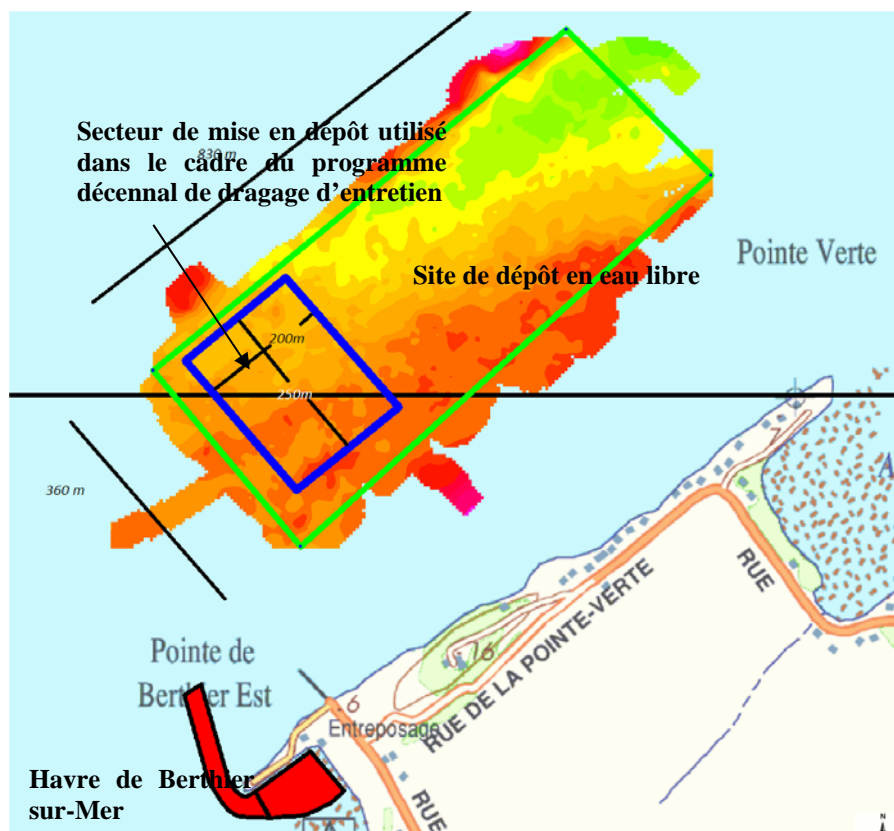 Secteur de mise en dépôt utilisé
dans le cadre du programme
décennal de dragage d'entretien
830 m
Site de dépôt en eau libre
Pointe Verte
200m
250m
360 m
7
A
RUE
RUE DE LA POINTE-VERTE
16
Pointe de
Berthier Est
6
Entreposage
RUE
Havre de Berthier
sur-Mer
N